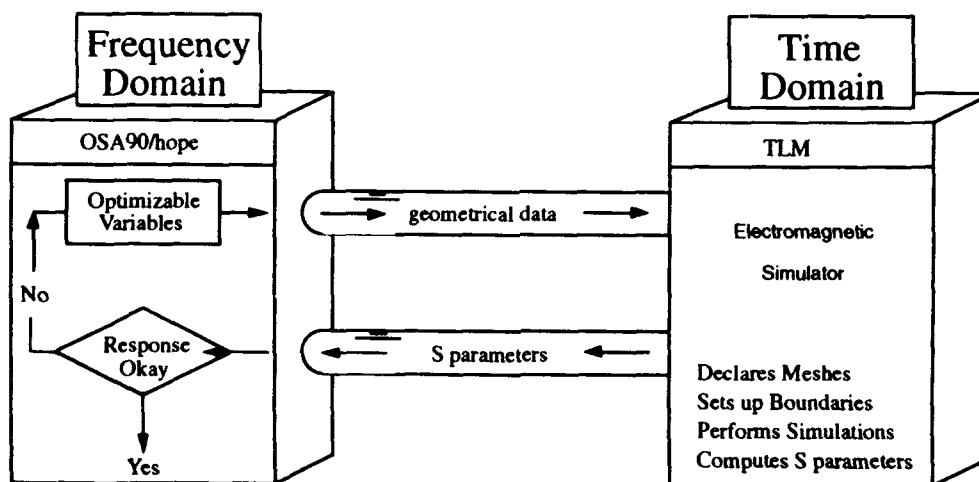 Frequency
Domain
OSA90/hope
Optimizable
Variables
No
Response
Okay
Yes
geometrical data
S parameters
Time
Domain
TLM
Electromagnetic
Simulator
Declares Meshes
Sets up Boundaries
Performs Simulations
Computes S parameters